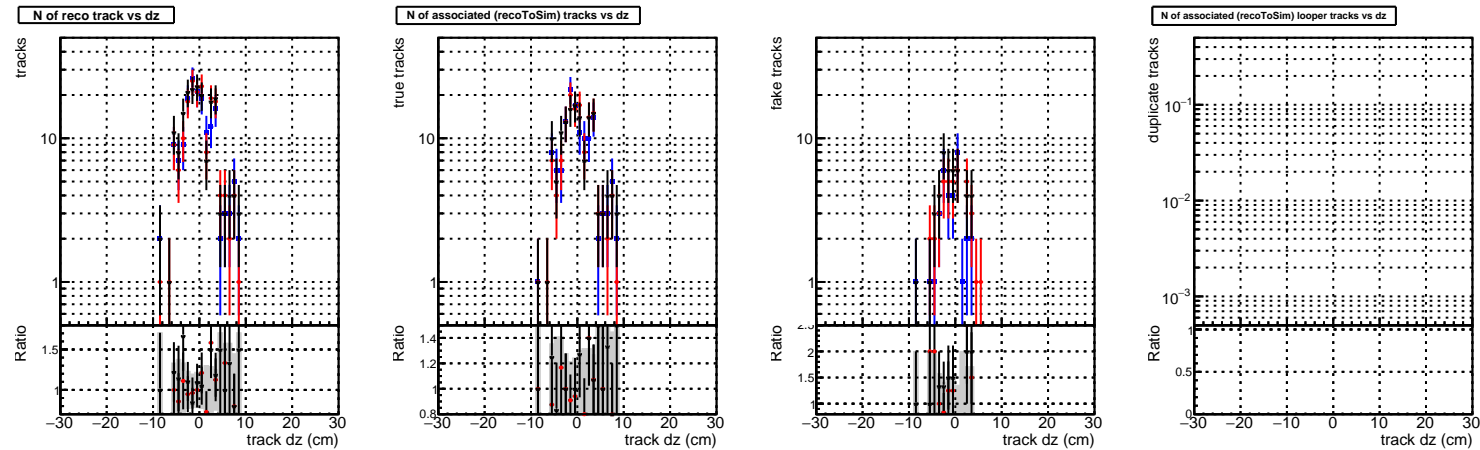 N of reco track vs dz
tracks
10
1
Ratio
1.5
1
−30 −20 −10 0 10 20 30
track dz (cm)
N of associated (recoToSim) tracks vs dz
true tracks
10
1
Ratio
1.4
1.2
1
0.8
−30 −20 −10 0 10 20 30
track dz (cm)
fake tracks
10
1
Ratio
2.5
2
1.5
1
−30 −20 −10 0 10 20 30
track dz (cm)
N of associated (recoToSim) looper tracks vs dz
duplicate tracks
10−1
10−2
10−3
Ratio
1
0.5
0
−30 −20 −10 0 10 20 30
track dz (cm)